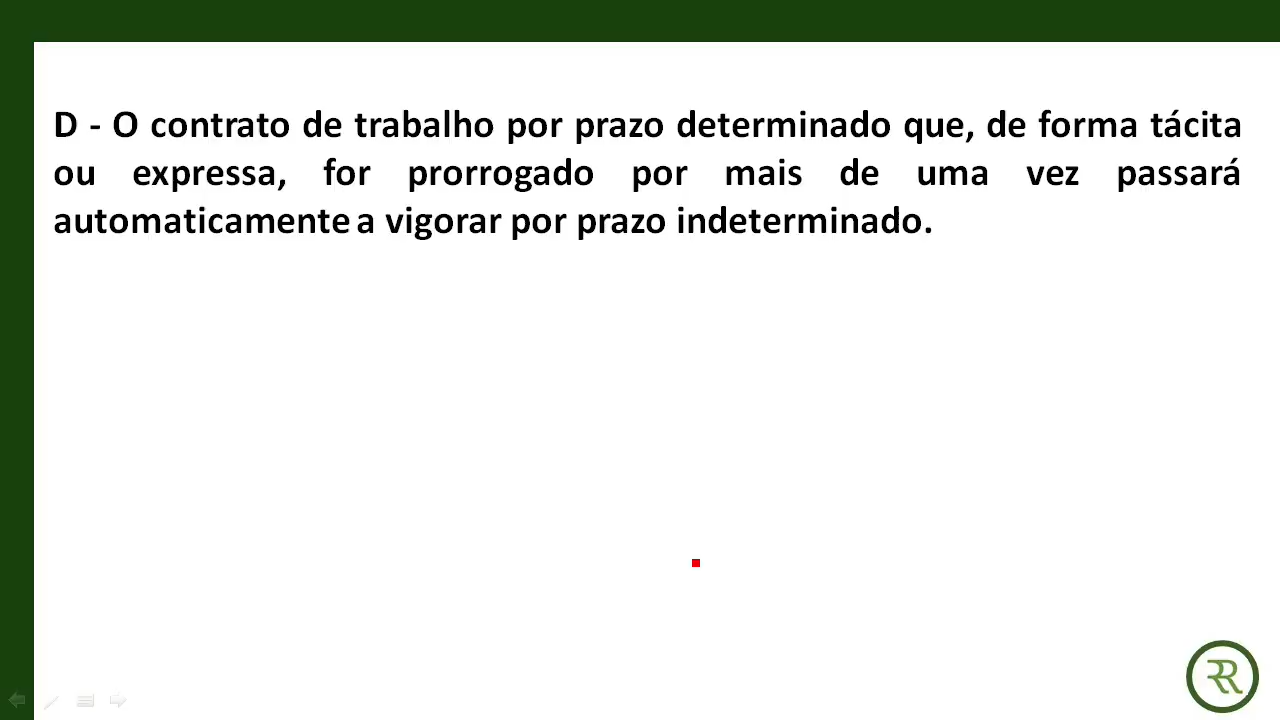 D - O contrato de trabalho por prazo determinado que, de forma tácita
ou expressa, for prorrogado por mais de uma vez passará
automaticamente a vigorar por prazo indeterminado.